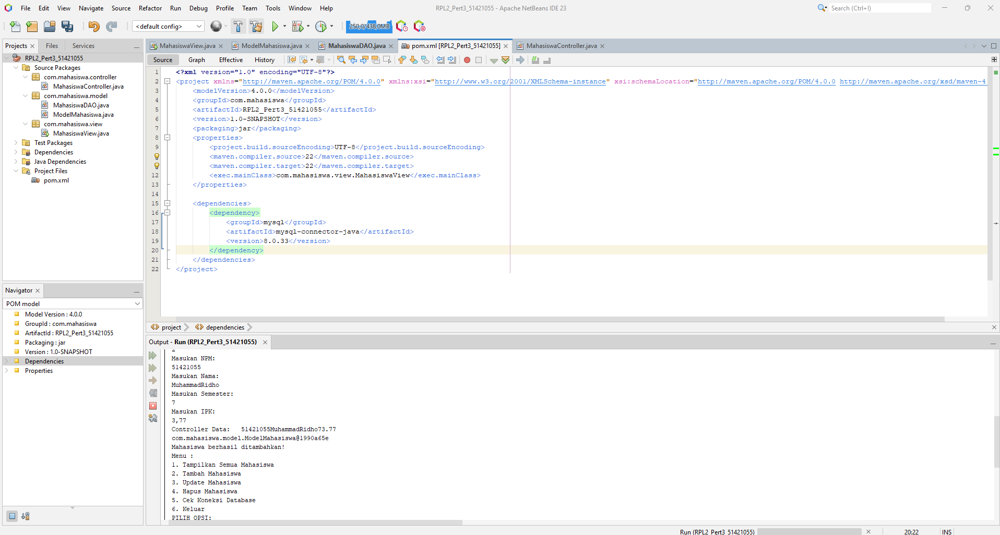 File Edit View Navigate Source Refactor Run Debug Profile Team Tools Window Help
RPL2_Pert3_51421055 - Apache NetBeans IDE 23
Search (Ctrl+I)
<default config>
250,0/438,0MB
Projects Files Services
MahasiswaView.java ModelMahasiswa.java MahasiswaDAO.java pom.xml [RPL2_Pert3_51421055] MahasiswaController.java
Source Graph Effective History
RPL2_Pert3_51421055
Source Packages
com.mahasiswa.controller
MahasiswaController.java
com.mahasiswa.model
MahasiswaDAO.java
ModelMahasiswa.java
com.mahasiswa.view
MahasiswaView.java
Test Packages
Dependencies
Java Dependencies
Project Files
pom.xml
1 <?xml version="1.0" encoding="UTF-8"?>
2 <project xmlns="http://maven.apache.org/POM/4.0.0" xmlns:xsi="http://www.w3.org/2001/XMLSchema-instance" xsi:schemaLocation="http://maven.apache.org/POM/4.0.0 http://maven.apache.org/xsd/maven-4
3 <modelVersion>4.0.0</modelVersion>
4 <groupId>com.mahasiswa</groupId>
5 <artifactId>RPL2_Pert3_51421055</artifactId>
6 <version>1.0-SNAPSHOT</version>
7 <packaging>jar</packaging>
8 <properties>
9 <project.build.sourceEncoding>UTF-8</project.build.sourceEncoding>
<maven.compiler.source>22</maven.compiler.source>
<maven.compiler.target>22</maven.compiler.target>
12 <exec.mainClass>com.mahasiswa.view.MahasiswaView</exec.mainClass>
13 </properties>
14
15 <dependencies>
16 <dependency>
17 <groupId>mysql</groupId>
18 <artifactId>mysql-connector-java</artifactId>
19 <version>8.0.33</version>
20 </dependency>
21 </dependencies>
22 </project>
project dependencies
Navigator
POM model
Model Version : 4.0.0
GroupId : com.mahasiswa
ArtifactId : RPL2_Pert3_51421055
Packaging : jar
Version : 1.0-SNAPSHOT
Dependencies
Properties
Output - Run (RPL2_Pert3_51421055)
2
Masukan NPM:
51421055
Masukan Nama:
MuhammadRidho
Masukan Semester:
7
Masukan IPK:
3,77
Controller Data: 51421055MuhammadRidho73.77
com.mahasiswa.model.ModelMahasiswa@1990a65e
Mahasiswa berhasil ditambahkan!
Menu :
1. Tampilkan Semua Mahasiswa
2. Tambah Mahasiswa
3. Update Mahasiswa
4. Hapus Mahasiswa
5. Cek Koneksi Database
6. Keluar
PILIH OPSI:
Run (RPL2_Pert3_51421055)
20:22
INS